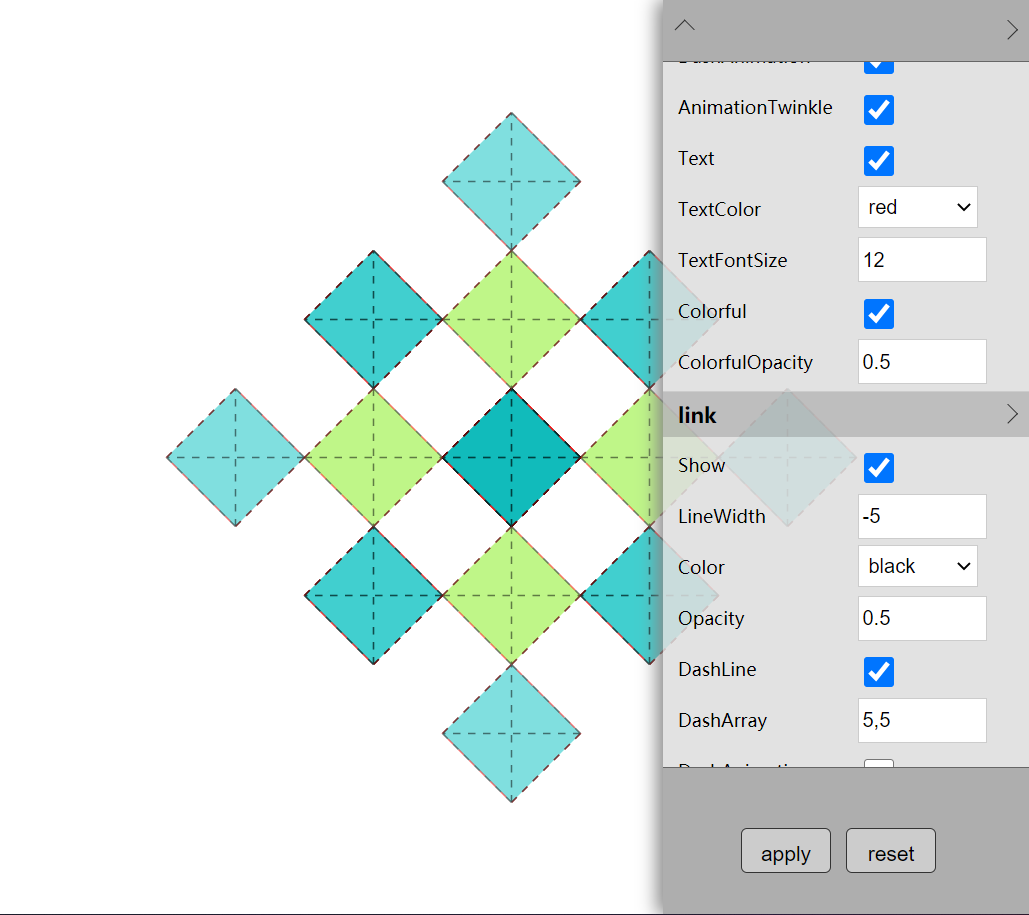 AnimationTwinkle
Text
TextColor red
TextFontSize 12
Colorful
ColorfulOpacity 0.5
link
Show
LineWidth -5
Color black
Opacity 0.5
DashLine
DashArray 5,5
apply reset